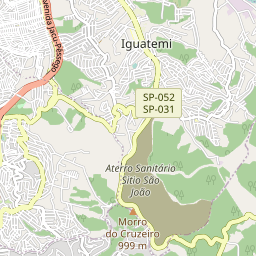 Avenida Jacu-Pêssego
Iguatemi
SP-052
SP-031
Aterro Sanitário
Sítio São
João
Morro
do Cruzeiro
999 m